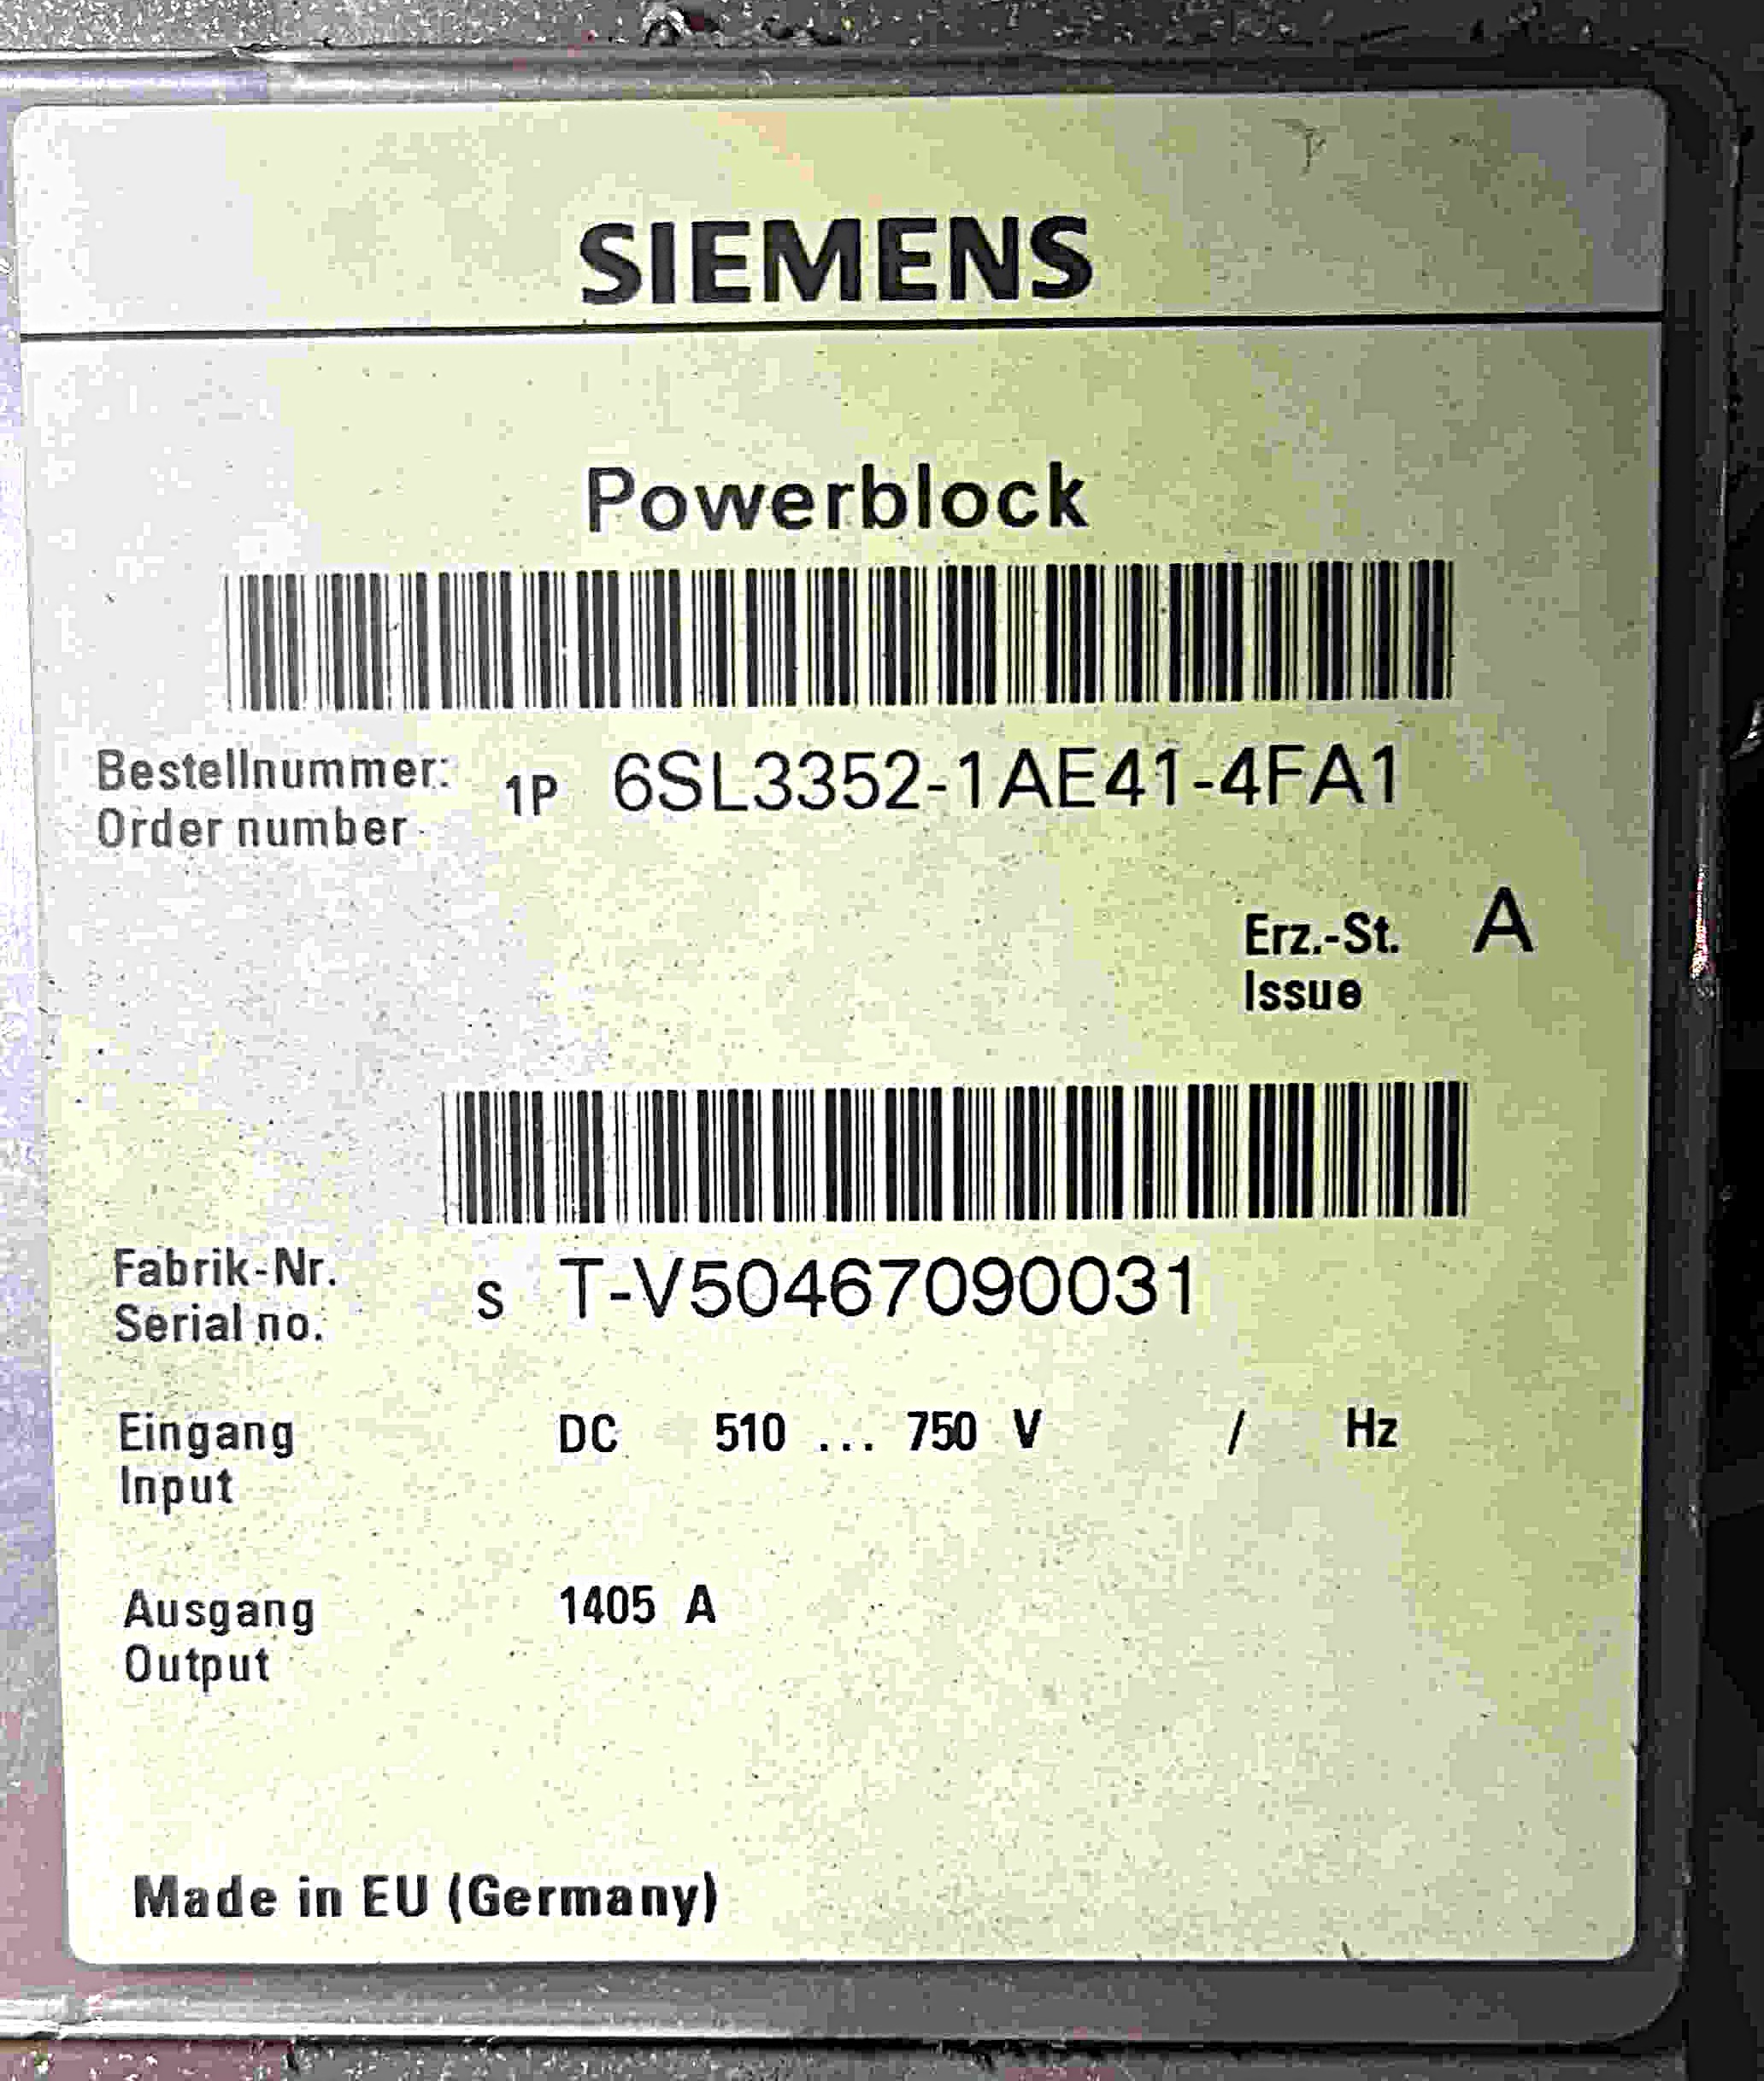 SIEMENS
Powerblock
Bestellnummer: 1P 6SL3352-1AE41-4FA1
Order number
Erz.-St. A
Issue
Fabrik-Nr. S T-V50467090031
Serial no.
Eingang DC 510 ... 750 V / Hz
Input
Ausgang 1405 A
Output
Made in EU (Germany)